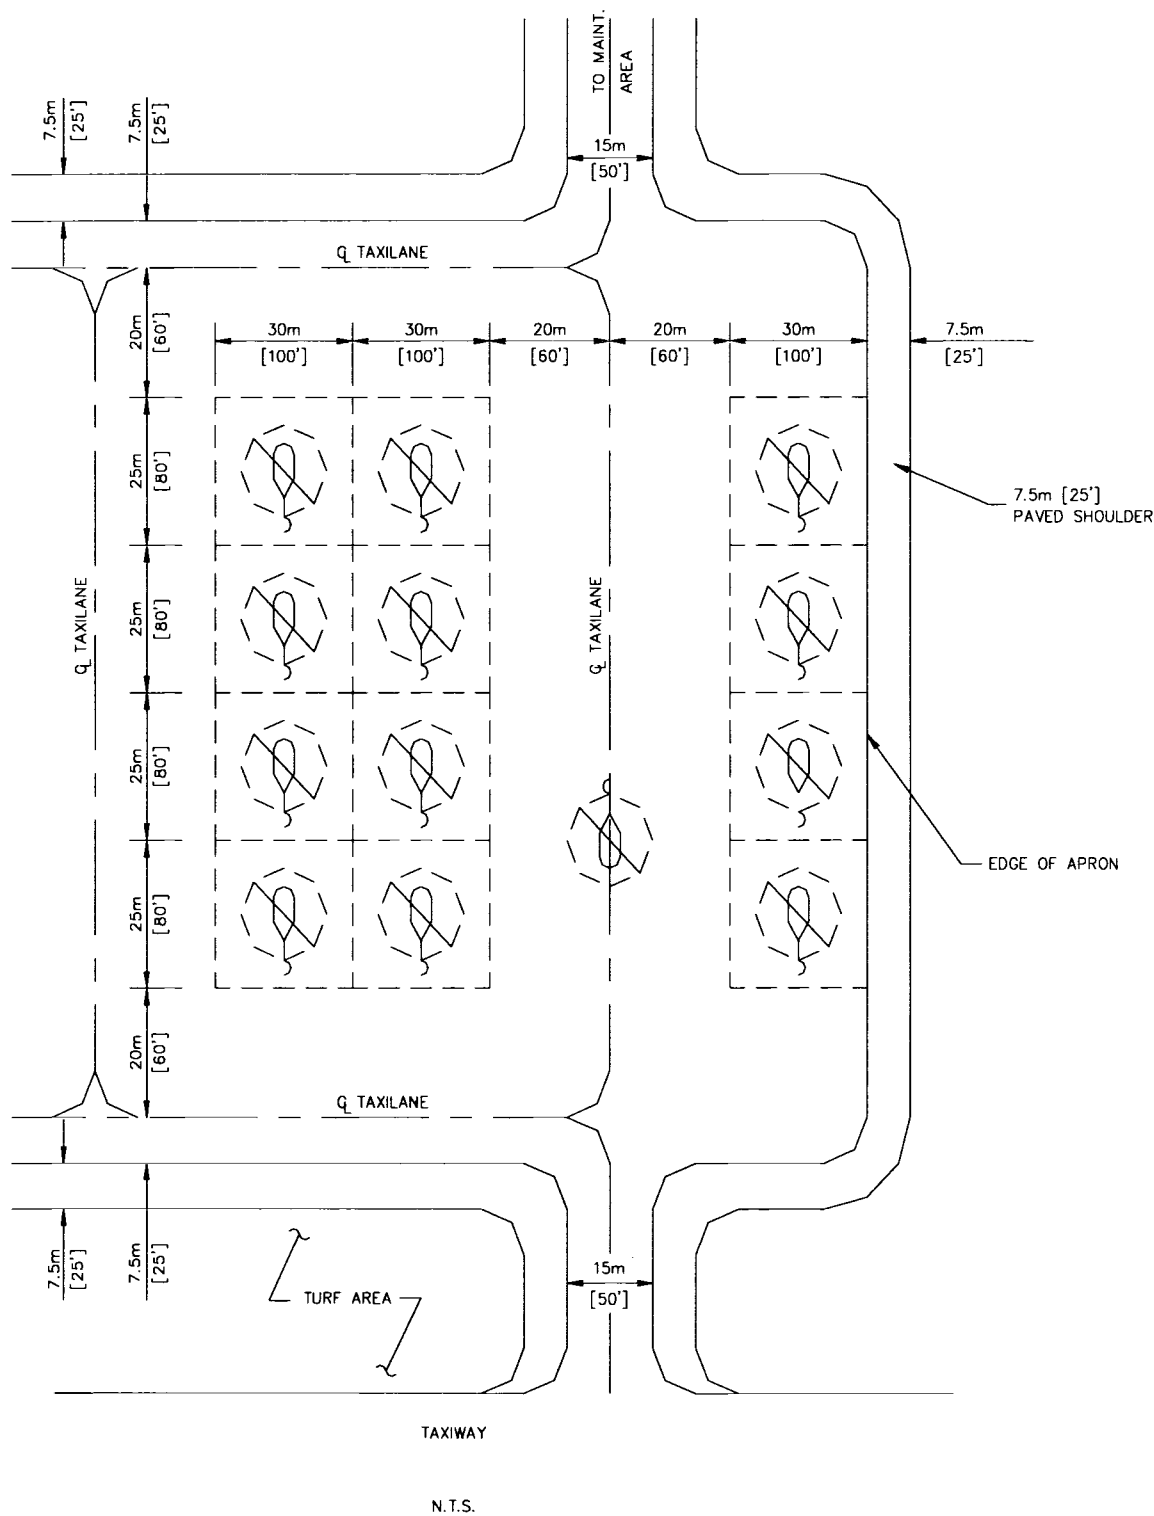 TO MAINT.
AREA
7.5m
[25']
7.5m
[25']
15m
[50']
℄ TAXILANE
20m
[60']
30m
[100']
30m
[100']
20m
[60']
20m
[60']
30m
[100']
7.5m
[25']
25m
[80']
7.5m [25']
PAVED SHOULDER
℄ TAXILANE
25m
[80']
℄ TAXILANE
25m
[80']
EDGE OF APRON
25m
[80']
20m
[60']
℄ TAXILANE
7.5m
[25']
7.5m
[25']
15m
[50']
TURF AREA
TAXIWAY
N.T.S.